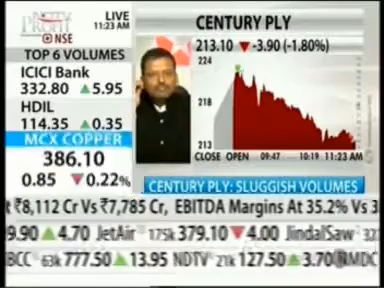 NDTV
PROFIT
LIVE
NSE
11:23 AM
TOP 6 VOLUMES
ICICI Bank
332.80 ▲ 5.95
HDIL
114.35 ▲ 0.35
MCX COPPER
386.10
0.85 ▼ 0.22%
CENTURY PLY
213.10 ▼ -3.90 (-1.80%)
224
218
213
CLOSE OPEN 09:47 10:19 11:23 AM
CENTURY PLY: SLUGGISH VOLUMES
₹8,112 Cr Vs ₹7,785 Cr, EBITDA Margins At 35.2% Vs 3
9.90 ▲ 4.70 JetAir 175k 379.10 ▼ 4.00 JindalSaw 32
BCC 63k 777.50 ▲ 13.95 NDTV 21k 127.50 ▲ 3.70 RMDC